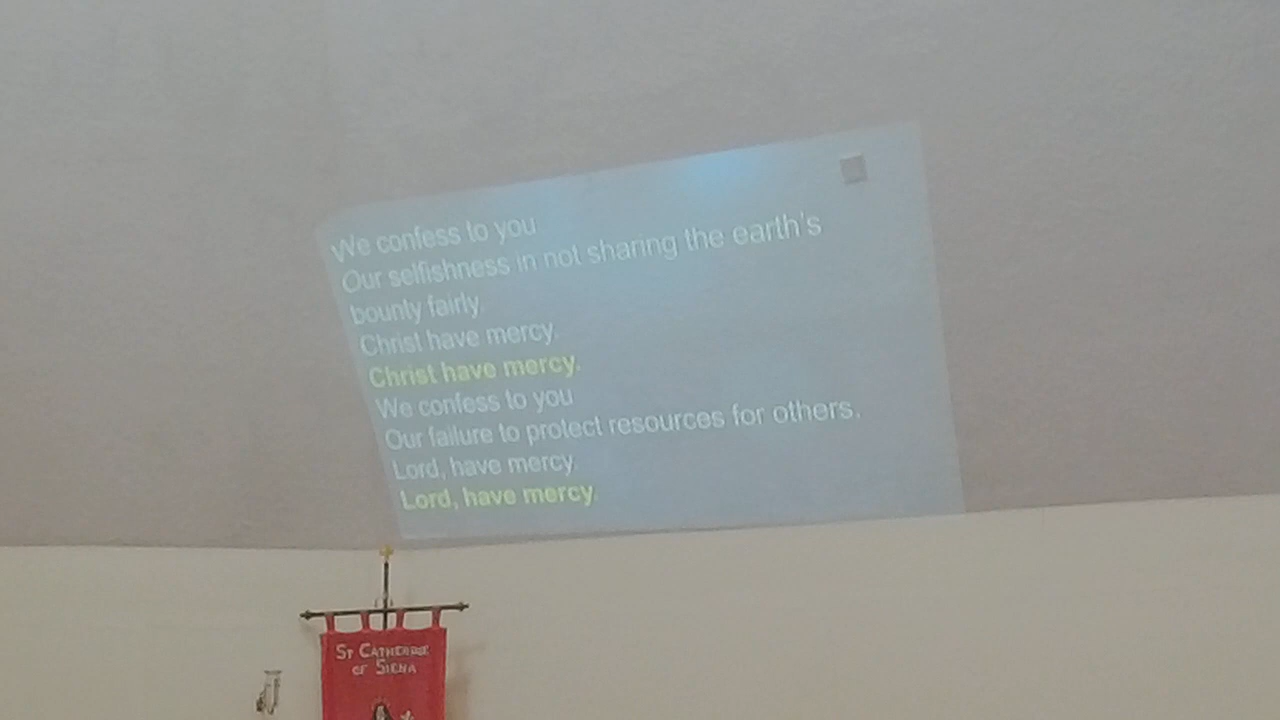 We confess to you
Our selfishness in not sharing the earth's
bounty fairly.
Christ have mercy.
Christ have mercy.
We confess to you
Our failure to protect resources for others.
Lord, have mercy.
Lord, have mercy.
ST CATHERINE
OF SIENA